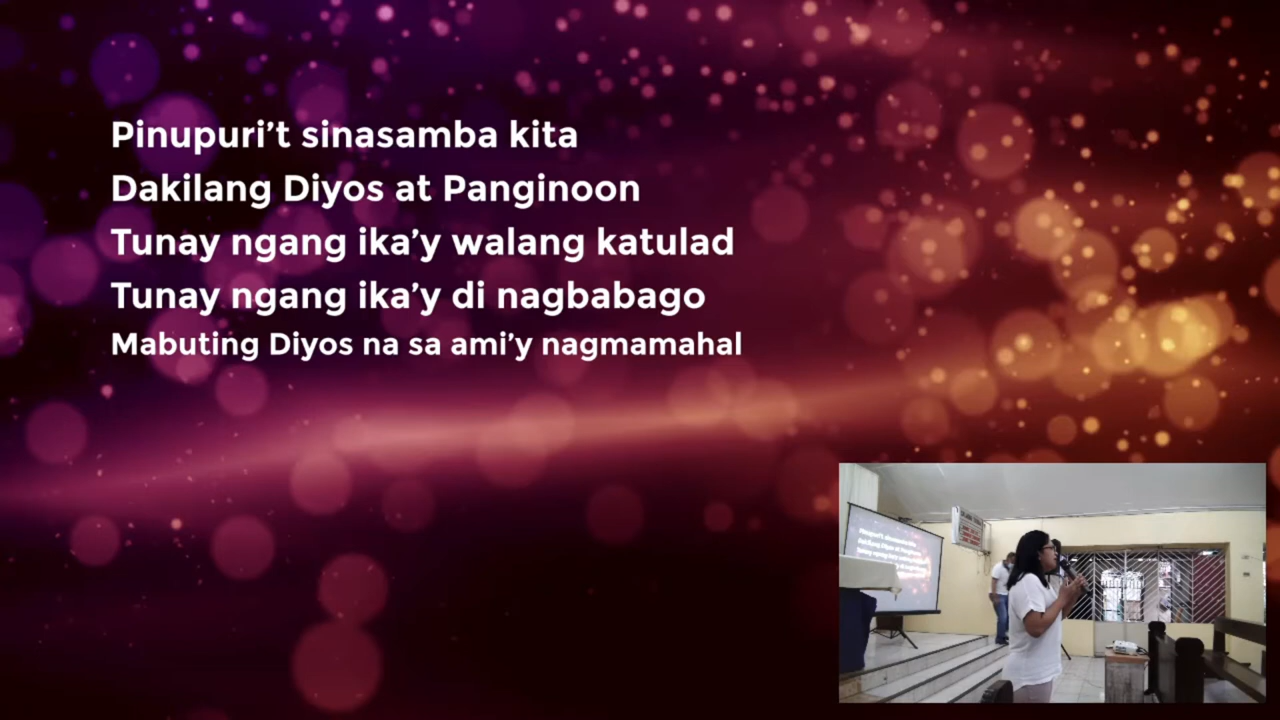 Pinupuri’t sinasamba kita
Dakilang Diyos at Panginoon
Tunay ngang ika’y walang katulad
Tunay ngang ika’y di nagbabago
Mabuting Diyos na sa ami’y nagmamahal